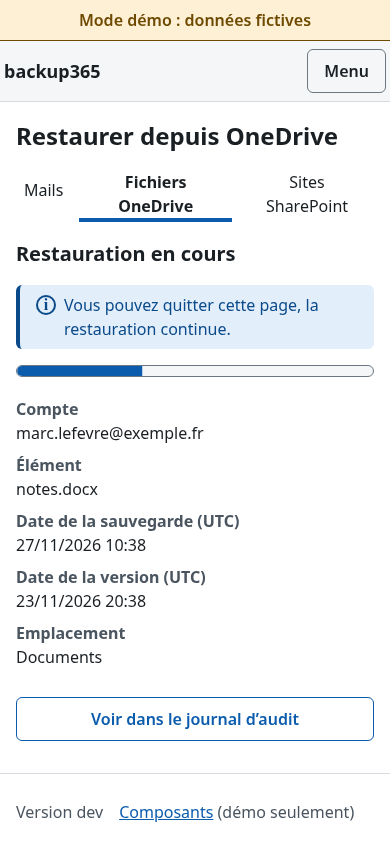 Mode démo : données fictives
backup365
Menu
Restaurer depuis OneDrive
Mails
Fichiers
OneDrive
Sites
SharePoint
Restauration en cours
Vous pouvez quitter cette page, la
restauration continue.
Compte
marc.lefevre@exemple.fr
Élément
notes.docx
Date de la sauvegarde (UTC)
27/11/2026 10:38
Date de la version (UTC)
23/11/2026 20:38
Emplacement
Documents
Voir dans le journal d’audit
Version dev Composants (démo seulement)